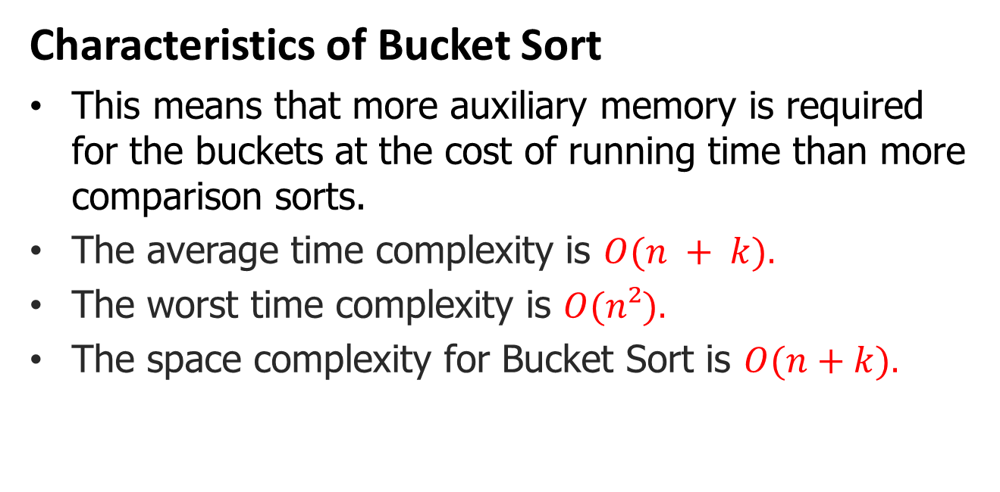 Characteristics of Bucket Sort
• This means that more auxiliary memory is required
for the buckets at the cost of running time than more
comparison sorts.
• The average time complexity is O(n + k).
• The worst time complexity is O(n²).
• The space complexity for Bucket Sort is O(n + k).